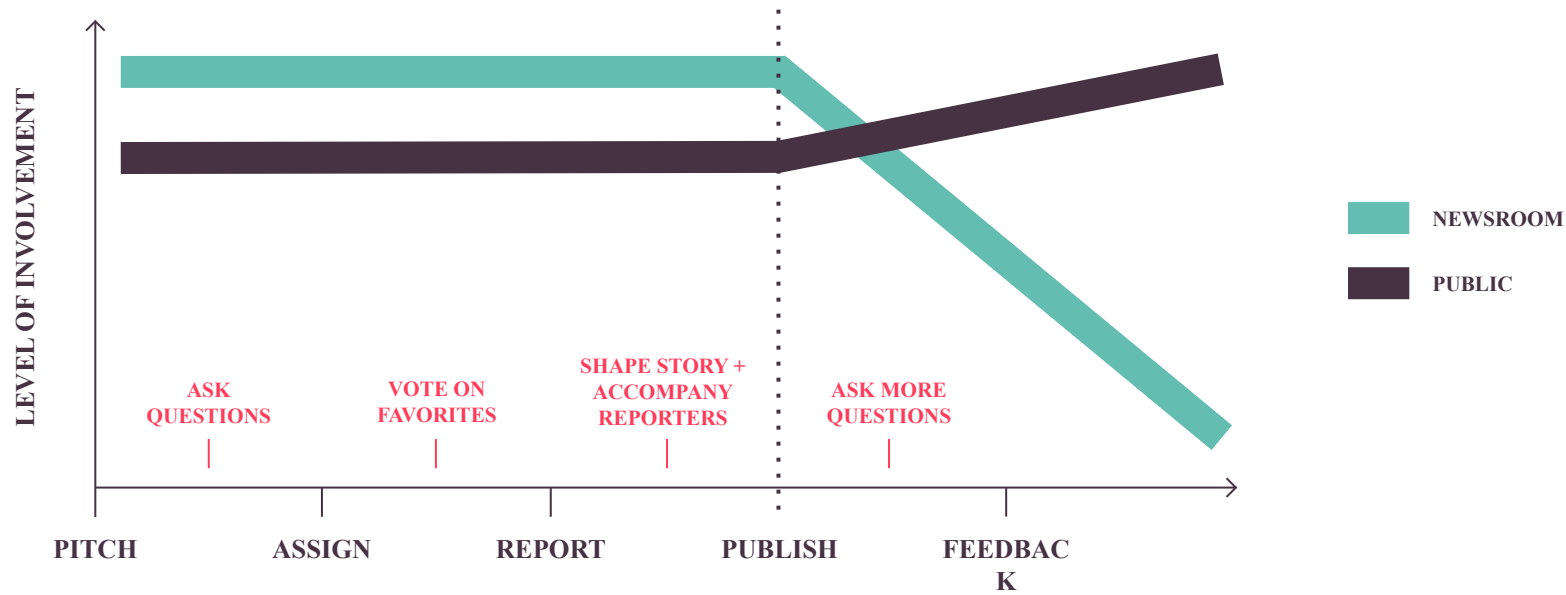 LEVEL OF INVOLVEMENT
NEWSROOM
PUBLIC
ASK
QUESTIONS
VOTE ON
FAVORITES
SHAPE STORY +
ACCOMPANY
REPORTERS
ASK MORE
QUESTIONS
PITCH
ASSIGN
REPORT
PUBLISH
FEEDBAC
K